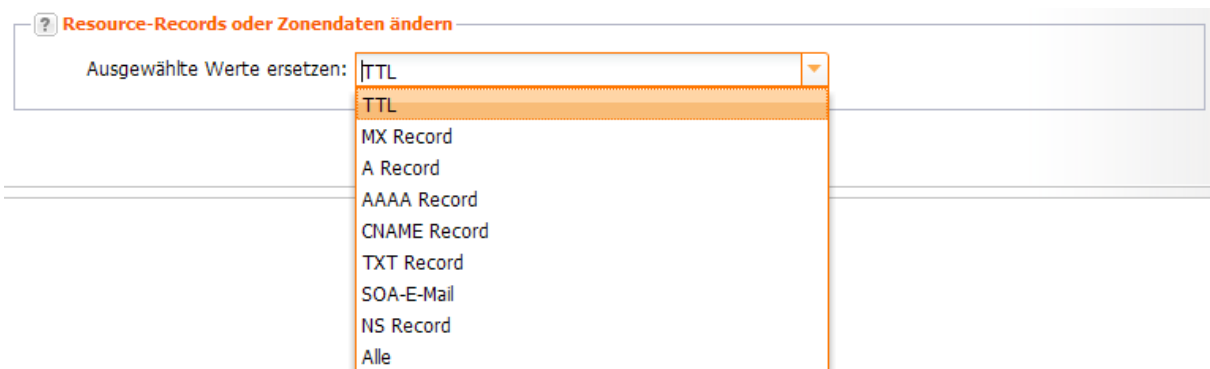 ? Resource-Records oder Zonendaten ändern
Ausgewählte Werte ersetzen: TTL
TTL
MX Record
A Record
AAAA Record
CNAME Record
TXT Record
SOA-E-Mail
NS Record
Alle